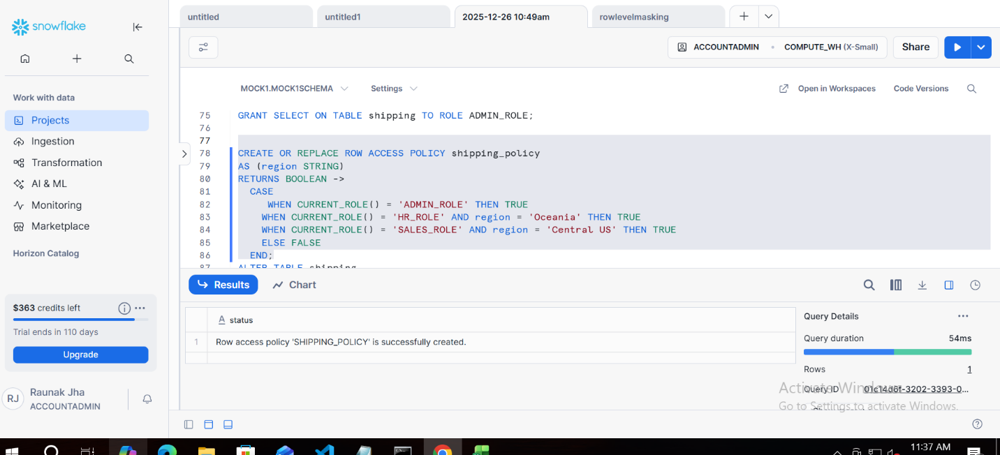 snowflake
untitled
untitled1
2025-12-26 10:49am
rowlevelmasking
ACCOUNTADMIN
COMPUTE_WH (X-Small)
Share
Work with data
Projects
Ingestion
Transformation
AI & ML
Monitoring
Marketplace
Horizon Catalog
$363 credits left
Trial ends in 110 days
Upgrade
RJ
Raunak Jha
ACCOUNTADMIN
MOCK1.MOCK1SCHEMA
Settings
Open in Workspaces
Code Versions
75 GRANT SELECT ON TABLE shipping TO ROLE ADMIN_ROLE;
76
77
78 CREATE OR REPLACE ROW ACCESS POLICY shipping_policy
79 AS (region STRING)
80 RETURNS BOOLEAN ->
81 CASE
82 WHEN CURRENT_ROLE() = 'ADMIN_ROLE' THEN TRUE
83 WHEN CURRENT_ROLE() = 'HR_ROLE' AND region = 'Oceania' THEN TRUE
84 WHEN CURRENT_ROLE() = 'SALES_ROLE' AND region = 'Central US' THEN TRUE
85 ELSE FALSE
86 END;
87 ALTER TABLE shipping
Results
Chart
A status
1 Row access policy 'SHIPPING_POLICY' is successfully created.
Query Details
Query duration 54ms
Rows 1
Query ID 01c14d6f-3202-3393-0...
Activate Windows
Go to Settings to activate Windows.
11:37 AM